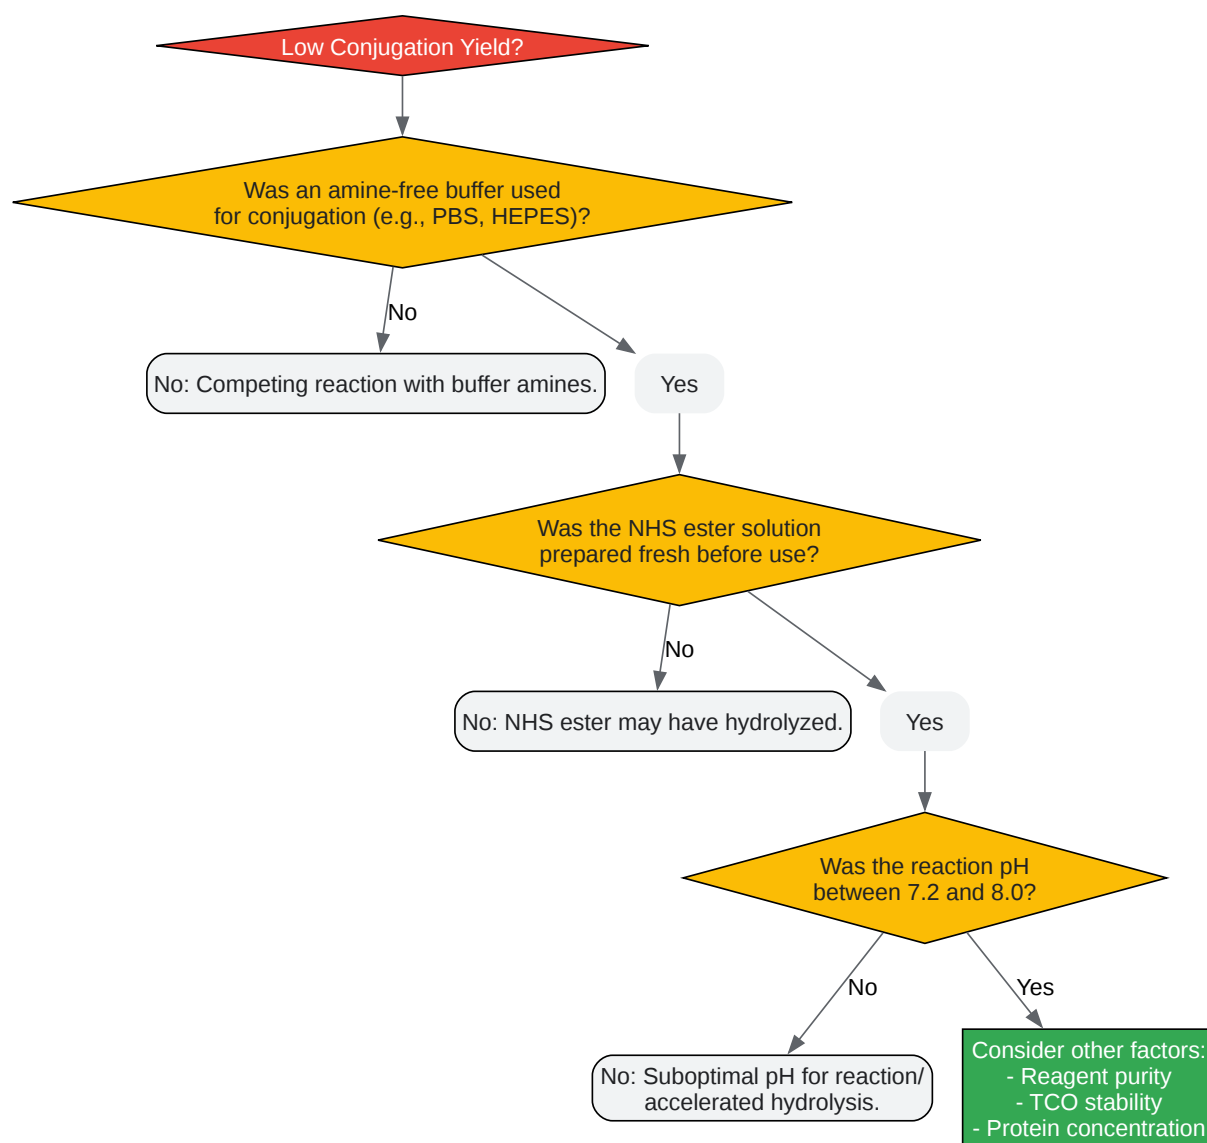 Low Conjugation Yield?
Was an amine-free buffer used
for conjugation (e.g., PBS, HEPES)?
No
No: Competing reaction with buffer amines.
Yes
Was the NHS ester solution
prepared fresh before use?
No
No: NHS ester may have hydrolyzed.
Yes
Was the reaction pH
between 7.2 and 8.0?
No
Yes
No: Suboptimal pH for reaction/
accelerated hydrolysis.
Consider other factors:
- Reagent purity
- TCO stability
- Protein concentration